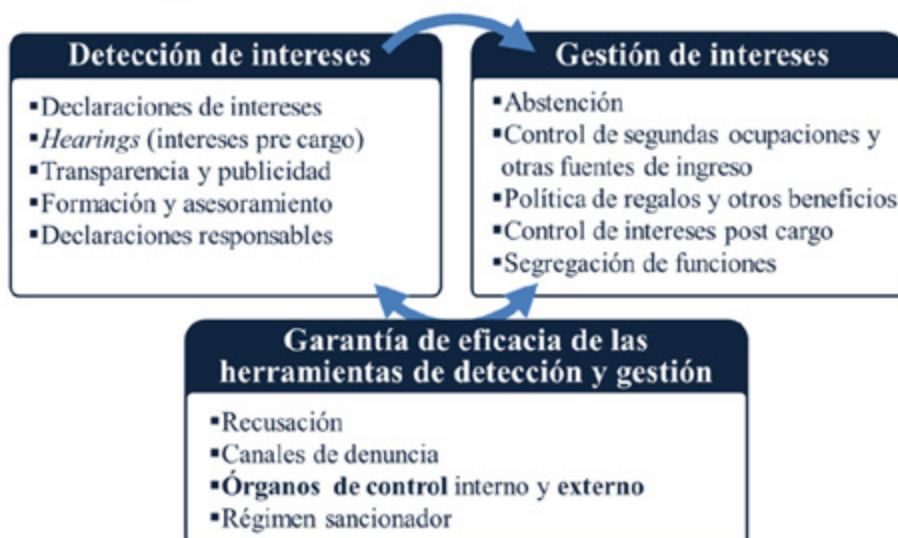 Detección de intereses
▪Declaraciones de intereses
▪Hearings (intereses pre cargo)
▪Transparencia y publicidad
▪Formación y asesoramiento
▪Declaraciones responsables
Gestión de intereses
▪Abstención
▪Control de segundas ocupaciones y
otras fuentes de ingreso
▪Política de regalos y otros beneficios
▪Control de intereses post cargo
▪Segregación de funciones
Garantía de eficacia de las
herramientas de detección y gestión
▪Recusación
▪Canales de denuncia
▪Órganos de control interno y externo
▪Régimen sancionador